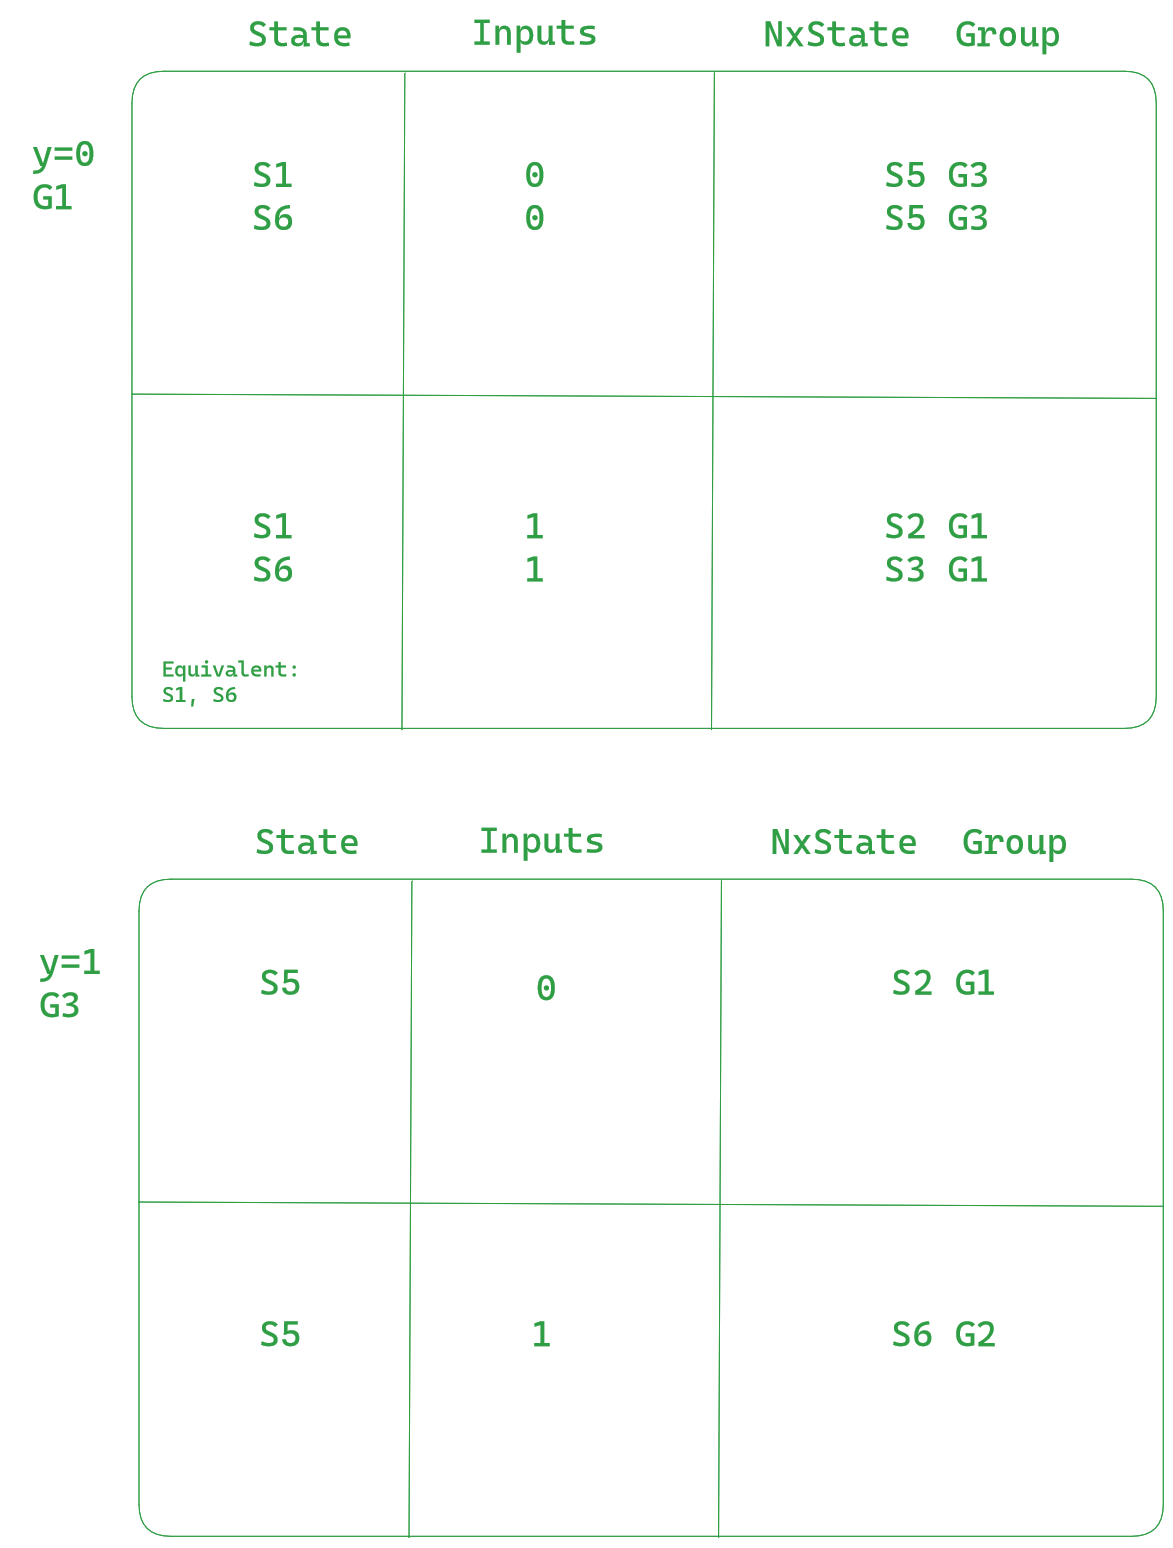 State Inputs NxState Group
y=0
G1
S1 0 S5 G3
S6 0 S5 G3
S1 1 S2 G1
S6 1 S3 G1
Equivalent:
S1, S6
State Inputs NxState Group
y=1
G3
S5 0 S2 G1
S5 1 S6 G2